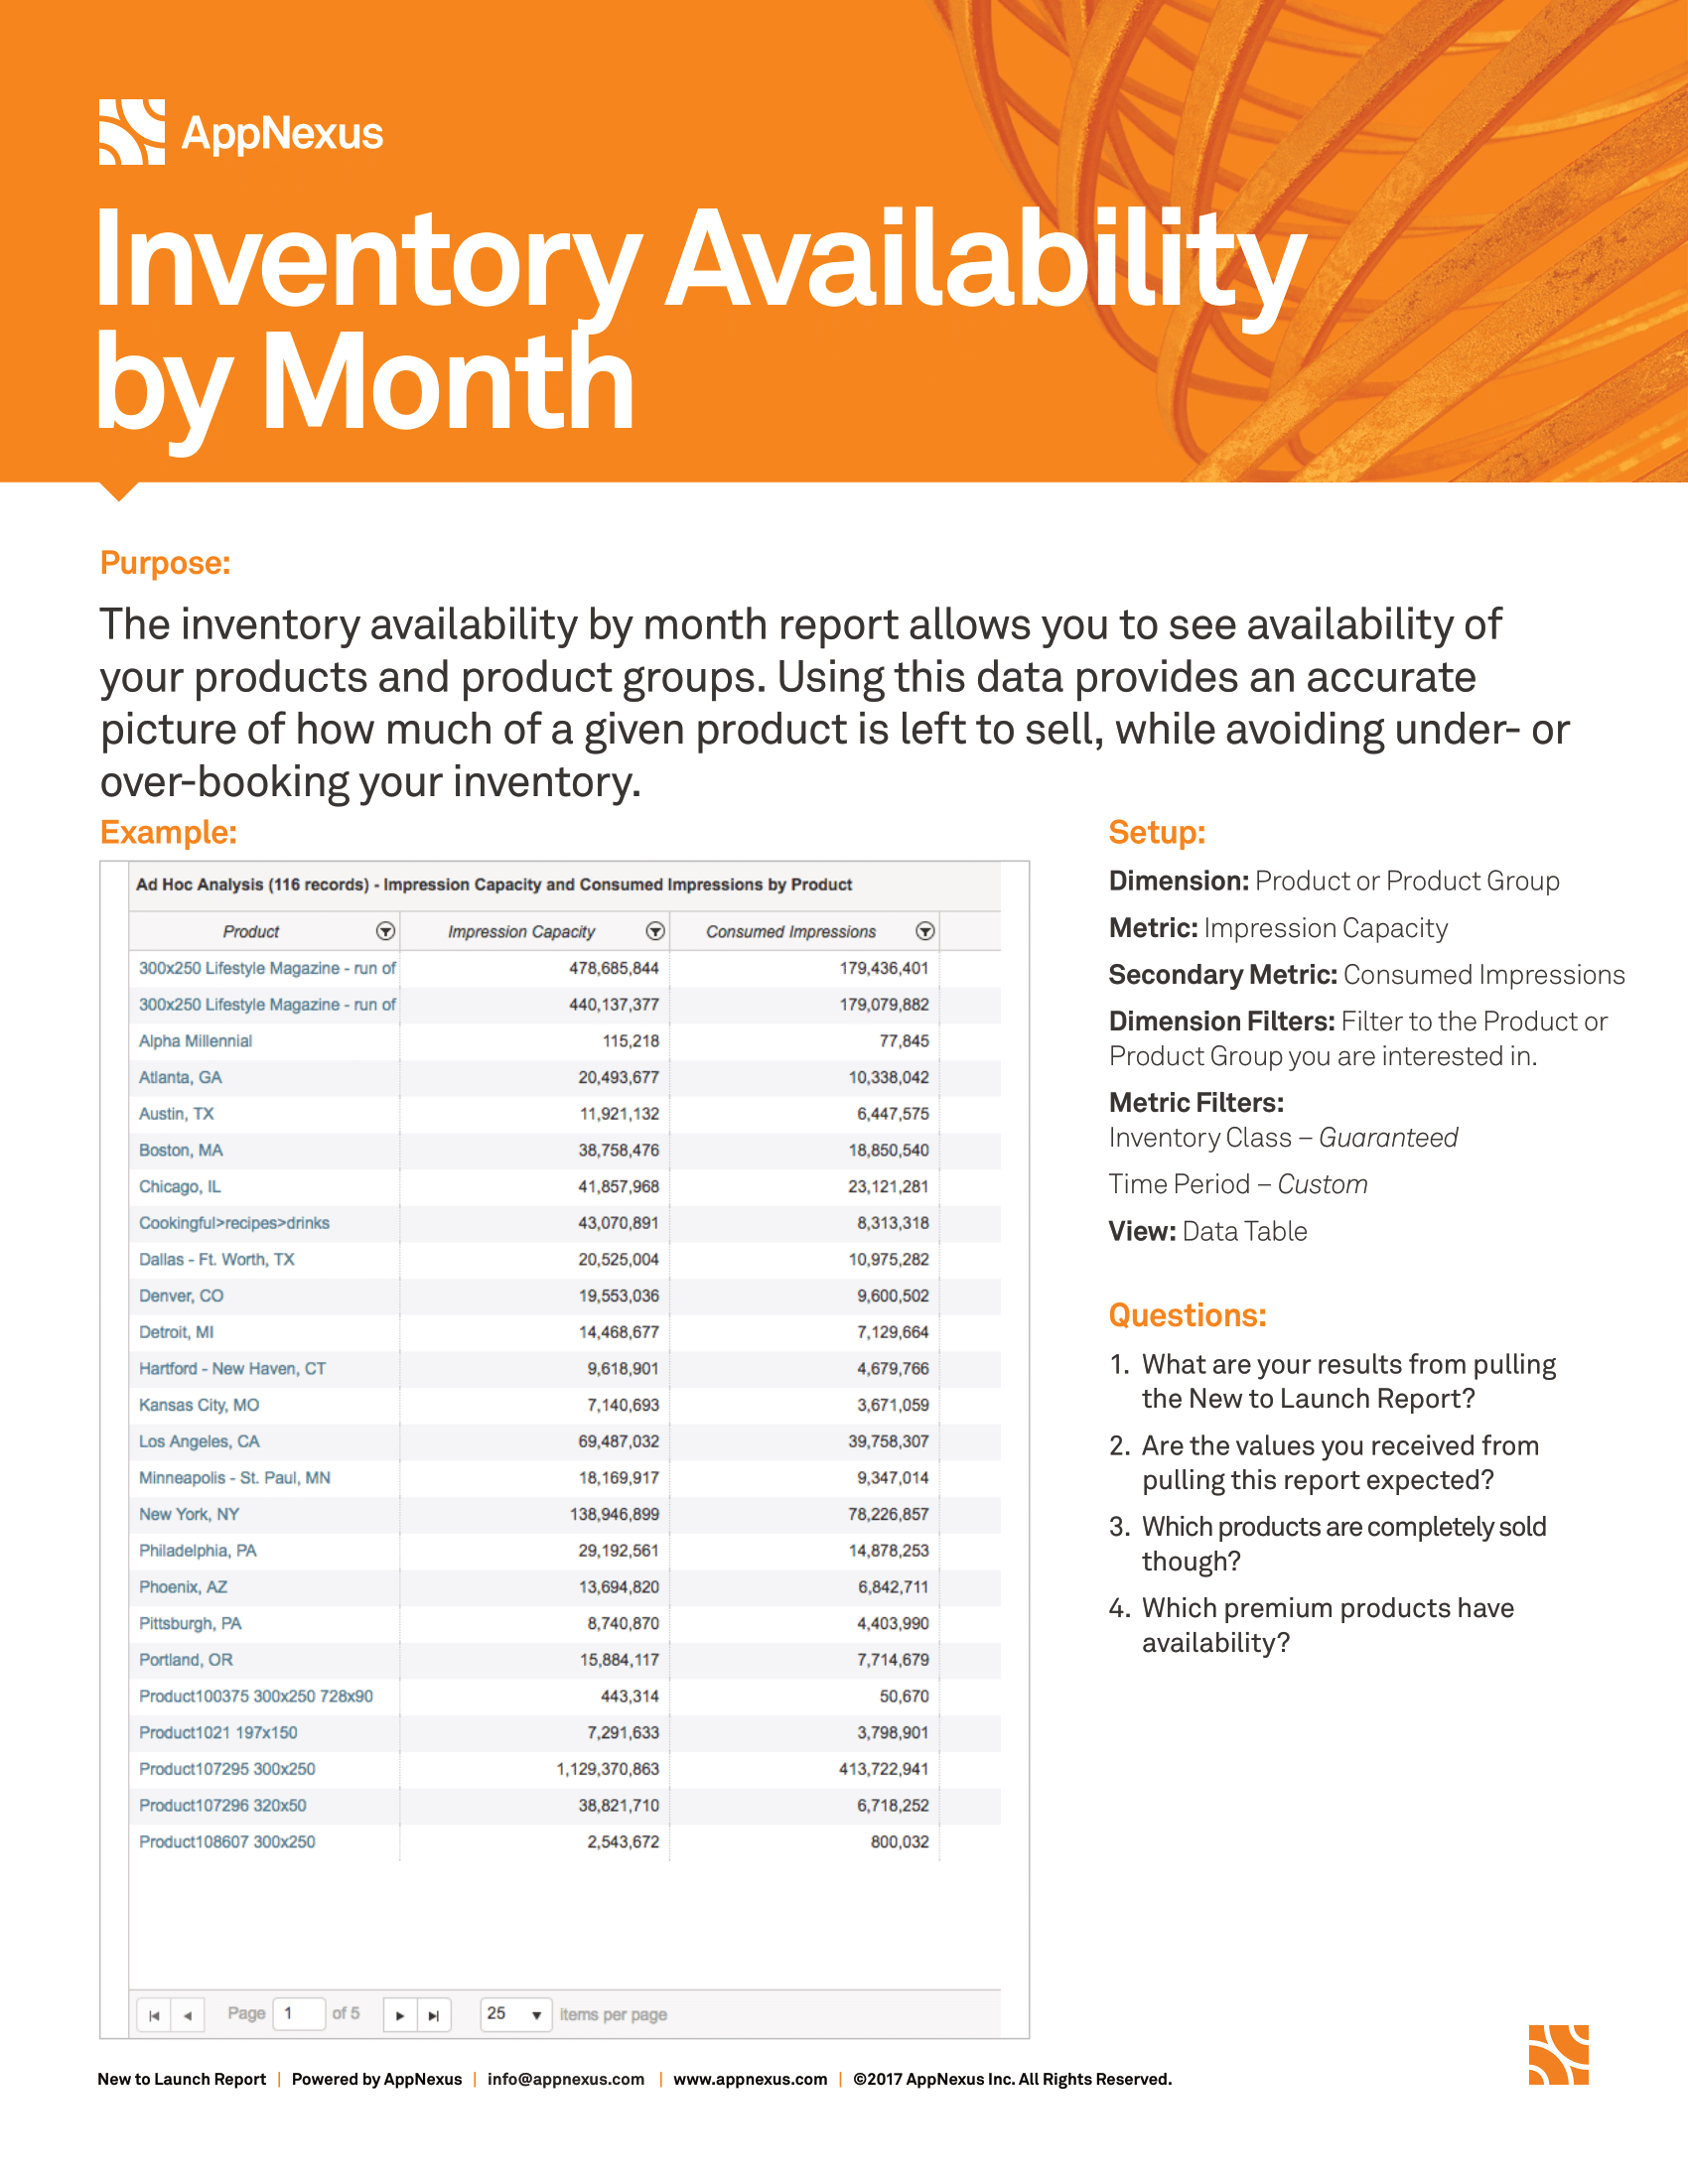 AppNexus
Inventory Availability
by Month
Purpose:
The inventory availability by month report allows you to see availability of
your products and product groups. Using this data provides an accurate
picture of how much of a given product is left to sell, while avoiding under- or
over-booking your inventory.
Example:
Ad Hoc Analysis (116 records) - Impression Capacity and Consumed Impressions by Product
Product Impression Capacity Consumed Impressions
300x250 Lifestyle Magazine - run of 478,685,844 179,436,401
300x250 Lifestyle Magazine - run of 440,137,377 179,079,882
Alpha Millennial 115,218 77,845
Atlanta, GA 20,493,677 10,338,042
Austin, TX 11,921,132 6,447,575
Boston, MA 38,758,476 18,850,540
Chicago, IL 41,857,968 23,121,281
Cookingful>recipes>drinks 43,070,891 8,313,318
Dallas - Ft. Worth, TX 20,525,004 10,975,282
Denver, CO 19,553,036 9,600,502
Detroit, MI 14,468,677 7,129,664
Hartford - New Haven, CT 9,618,901 4,679,766
Kansas City, MO 7,140,693 3,671,059
Los Angeles, CA 69,487,032 39,758,307
Minneapolis - St. Paul, MN 18,169,917 9,347,014
New York, NY 138,946,899 78,226,857
Philadelphia, PA 29,192,561 14,878,253
Phoenix, AZ 13,694,820 6,842,711
Pittsburgh, PA 8,740,870 4,403,990
Portland, OR 15,884,117 7,714,679
Product100375 300x250 728x90 443,314 50,670
Product1021 197x150 7,291,633 3,798,901
Product107295 300x250 1,129,370,863 413,722,941
Product107296 320x50 38,821,710 6,718,252
Product108607 300x250 2,543,672 800,032
Page 1 of 5 25 items per page
Setup:
Dimension: Product or Product Group
Metric: Impression Capacity
Secondary Metric: Consumed Impressions
Dimension Filters: Filter to the Product or
Product Group you are interested in.
Metric Filters:
Inventory Class – Guaranteed
Time Period – Custom
View: Data Table
Questions:
1. What are your results from pulling
the New to Launch Report?
2. Are the values you received from
pulling this report expected?
3. Which products are completely sold
though?
4. Which premium products have
availability?
New to Launch Report | Powered by AppNexus | info@appnexus.com | www.appnexus.com | ©2017 AppNexus Inc. All Rights Reserved.